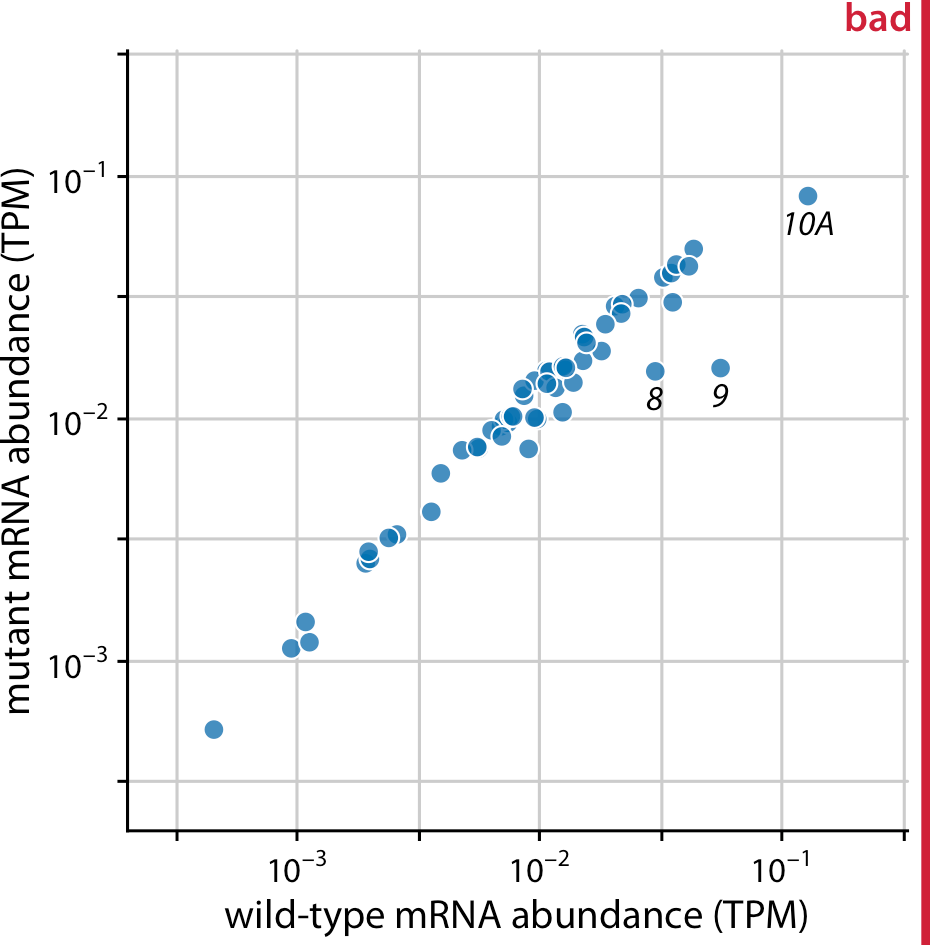 bad
mutant mRNA abundance (TPM)
10⁻¹
10⁻²
10⁻³
10A
8
9
10⁻³
10⁻²
10⁻¹
wild-type mRNA abundance (TPM)